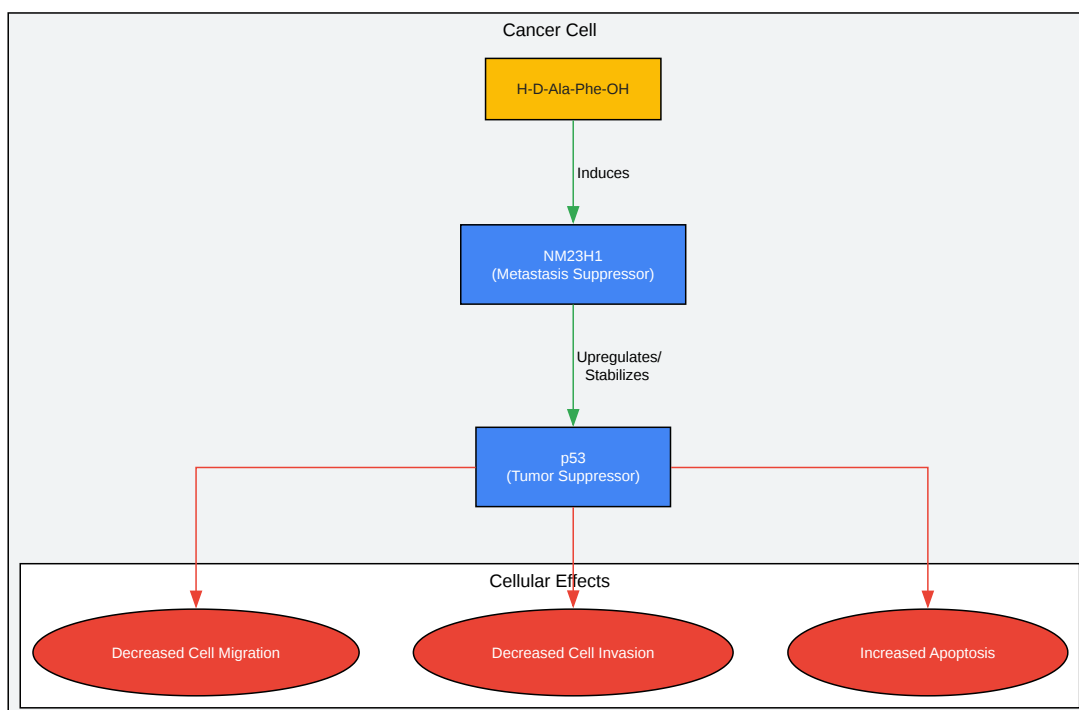 Cancer Cell
H-D-Ala-Phe-OH
Induces
NM23H1
(Metastasis Suppressor)
Upregulates/
Stabilizes
p53
(Tumor Suppressor)
Cellular Effects
Decreased Cell Migration
Decreased Cell Invasion
Increased Apoptosis